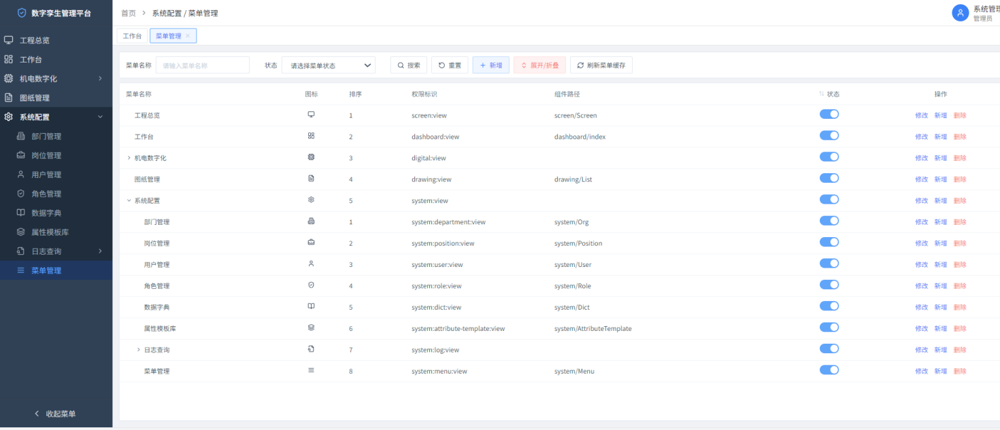 数字孪生管理平台
首页 > 系统配置 / 菜单管理
系统管理
管理员
工作台 菜单管理 ×
工程总览
工作台
机电数字化
图纸管理
系统配置
部门管理
岗位管理
用户管理
角色管理
数据字典
属性模板库
日志查询
菜单管理
收起菜单
菜单名称 请输入菜单名称 状态 请选择菜单状态 搜索 重置 + 新增 展开/折叠 刷新菜单缓存
菜单名称 图标 排序 权限标识 组件路径 状态 操作
工程总览 1 screen:view screen/Screen 修改 新增 删除
工作台 2 dashboard:view dashboard/index 修改 新增 删除
机电数字化 3 digital:view 修改 新增 删除
图纸管理 4 drawing:view drawing/List 修改 新增 删除
系统配置 5 system:view 修改 新增 删除
部门管理 1 system:department:view system/Org 修改 新增 删除
岗位管理 2 system:position:view system/Position 修改 新增 删除
用户管理 3 system:user:view system/User 修改 新增 删除
角色管理 4 system:role:view system/Role 修改 新增 删除
数据字典 5 system:dict:view system/Dict 修改 新增 删除
属性模板库 6 system:attribute-template:view system/AttributeTemplate 修改 新增 删除
日志查询 7 system:log:view 修改 新增 删除
菜单管理 8 system:menu:view system/Menu 修改 新增 删除